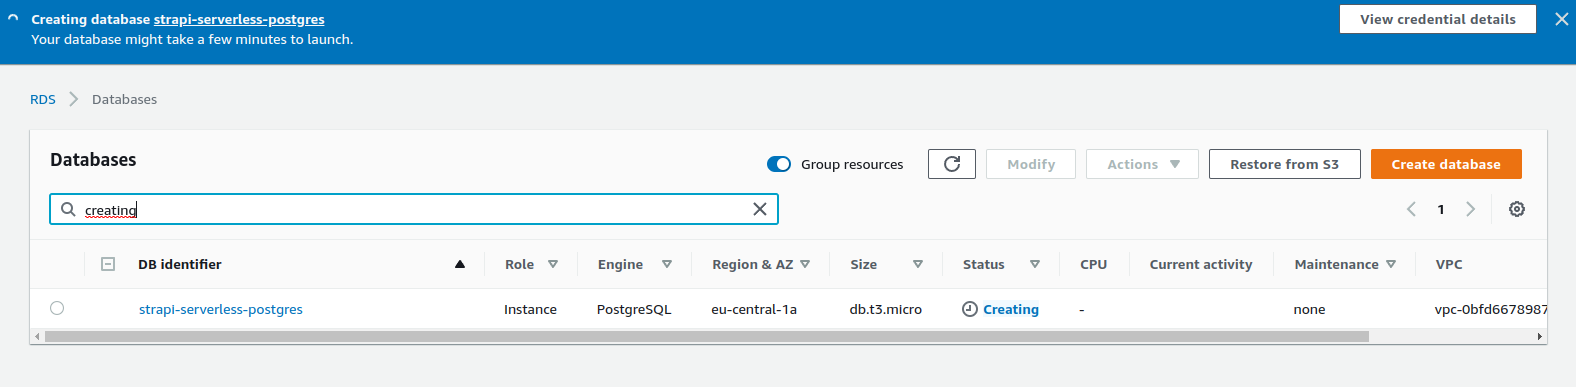 Creating database strapi-serverless-postgres
Your database might take a few minutes to launch.
View credential details
RDS Databases
Databases
Group resources
Modify
Actions
Restore from S3
Create database
creating
1
DB identifier Role Engine Region & AZ Size Status CPU Current activity Maintenance VPC
strapi-serverless-postgres Instance PostgreSQL eu-central-1a db.t3.micro Creating - none vpc-0bfd6678987